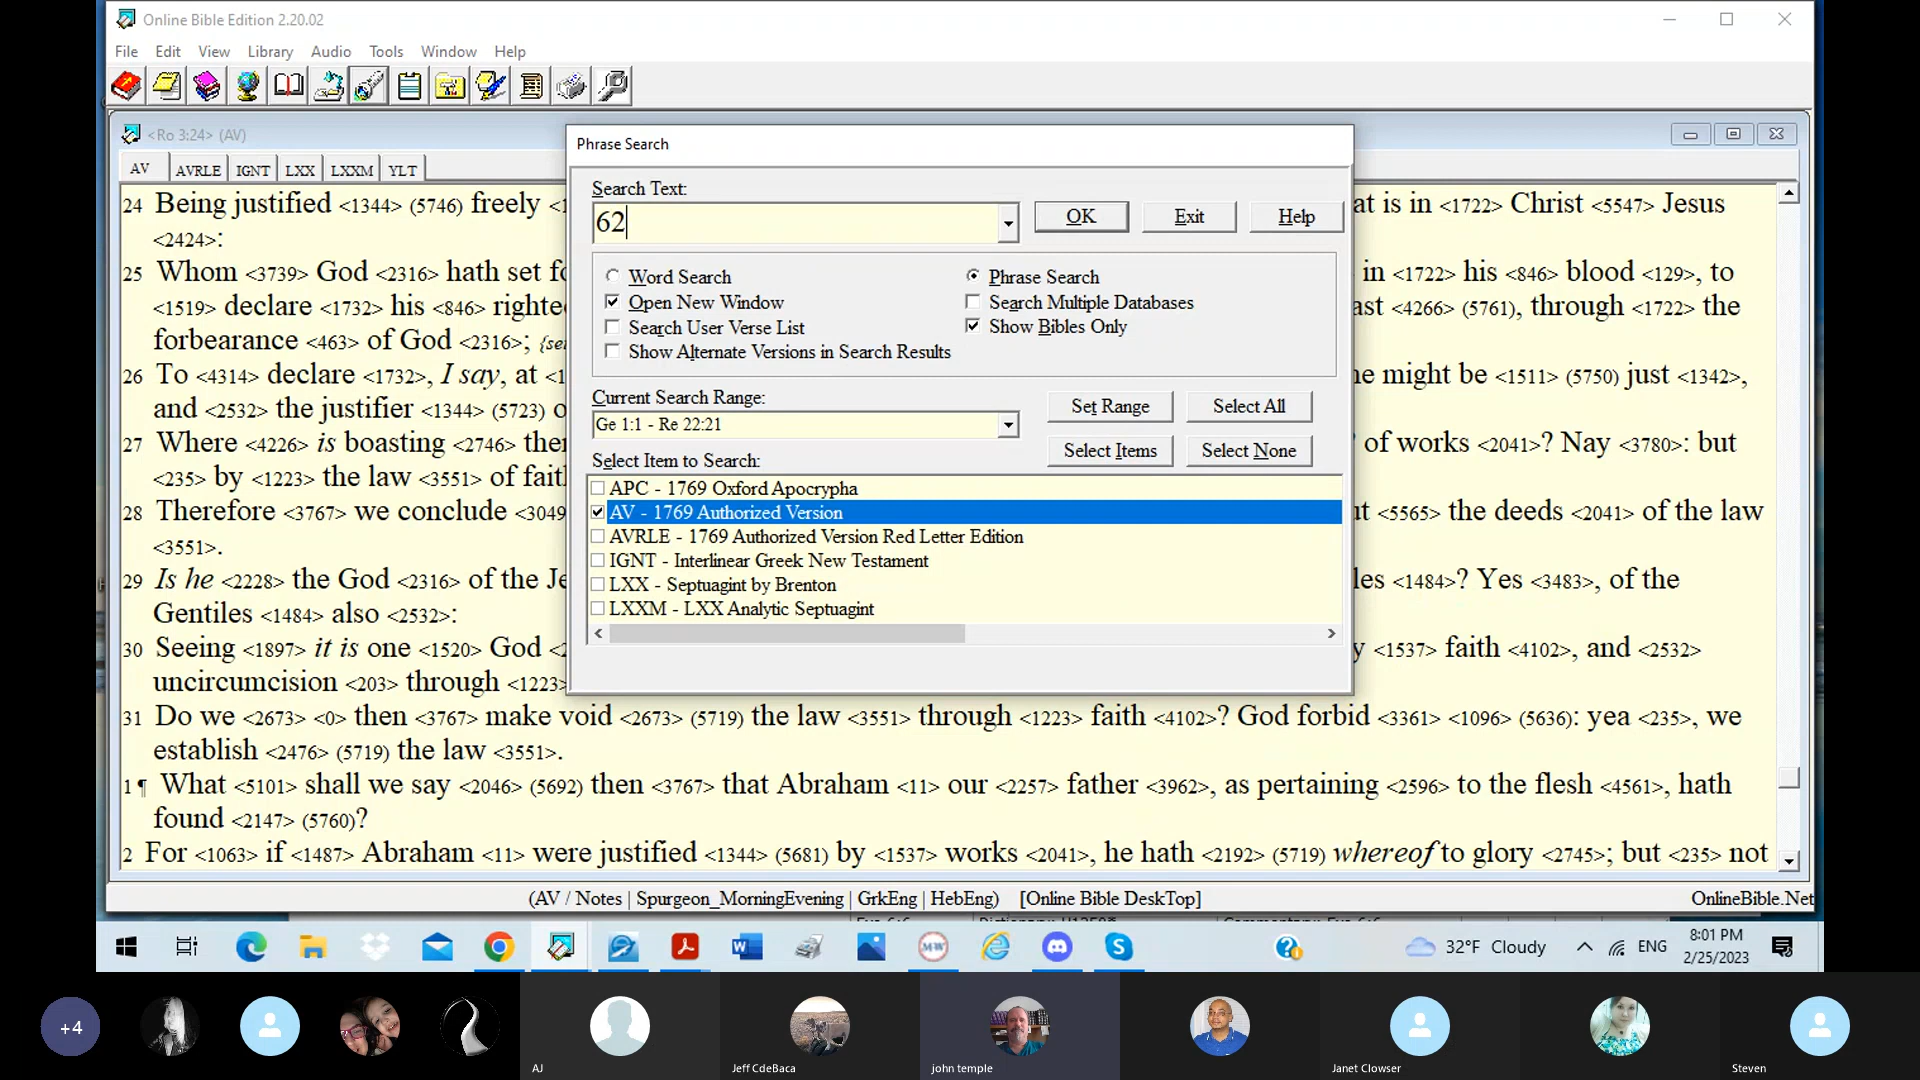 Online Bible Edition 2.20.02
File Edit View Library Audio Tools Window Help
<Ro 3:24> (AV)
AV AVRLE IGNT LXX LXXM YLT
Phrase Search
Search Text:
62
OK Exit Help
Word Search Phrase Search
Open New Window Search Multiple Databases
Search User Verse List Show Bibles Only
Show Alternate Versions in Search Results
Current Search Range:
Ge 1:1 - Re 22:21
Set Range Select All
Select Items Select None
Select Item to Search:
APC - 1769 Oxford Apocrypha
AV - 1769 Authorized Version
AVRLE - 1769 Authorized Version Red Letter Edition
IGNT - Interlinear Greek New Testament
LXX - Septuagint by Brenton
LXXM - LXX Analytic Septuagint
24 Being justified <1344> (5746) freely at is in <1722> Christ <5547> Jesus
<2424>:
25 Whom <3739> God <2316> hath set in <1722> his <846> blood <129>, to
<1519> declare <1732> his <846> <4266> (5761), through <1722> the
forbearance <463> of God <2316>;
26 To <4314> declare <1732>, I say, at might be <1511> (5750) just <1342>,
and <2532> the justifier <1344> (5723)
27 Where <4226> is boasting <2746> of works <2041>? Nay <3780>: but
<235> by <1223> the law <3551> of
28 Therefore <3767> we conclude <3049 <5565> the deeds <2041> of the law
<3551>.
29 Is he <2228> the God <2316> of the <1484>? Yes <3483>, of the
Gentiles <1484> also <2532>:
30 Seeing <1897> it is one <1520> God <1537> faith <4102>, and <2532>
uncircumcision <203> through <1223>
31 Do we <2673> <0> then <3767> make void <2673> (5719) the law <3551> through <1223> faith <4102>? God forbid <3361> <1096> (5636): yea <235>, we
establish <2476> (5719) the law <3551>.
1 ¶ What <5101> shall we say <2046> (5692) then <3767> that Abraham <11> our <2257> father <3962>, as pertaining <2596> to the flesh <4561>, hath
found <2147> (5760)?
2 For <1063> if <1487> Abraham <11> were justified <1344> (5681) by <1537> works <2041>, he hath <2192> (5719) whereof to glory <2745>; but <235> not
(AV / Notes | Spurgeon_MorningEvening | GrkEng | HebEng) [Online Bible DeskTop] OnlineBible.Net
32°F Cloudy ENG 8:01 PM
2/25/2023
+4
AJ Jeff CdeBaca john temple Janet Clowser Steven